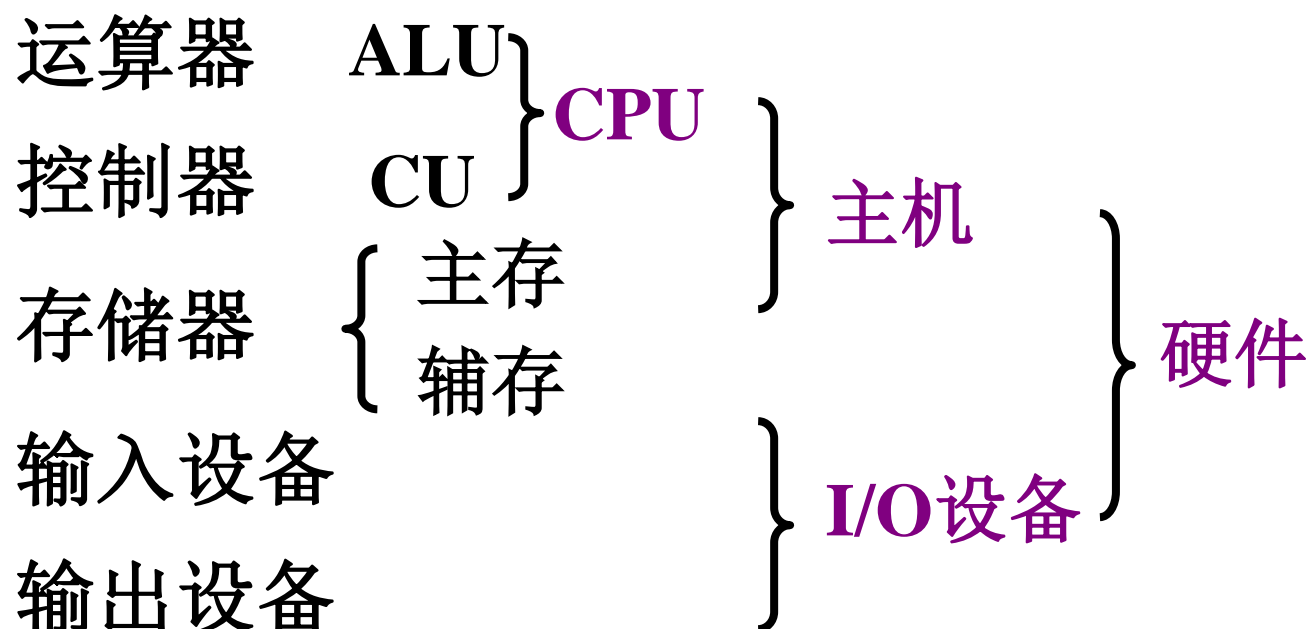 运算器 ALU
CPU
控制器 CU
主机
存储器 主存
辅存
硬件
输入设备
I/O设备
输出设备